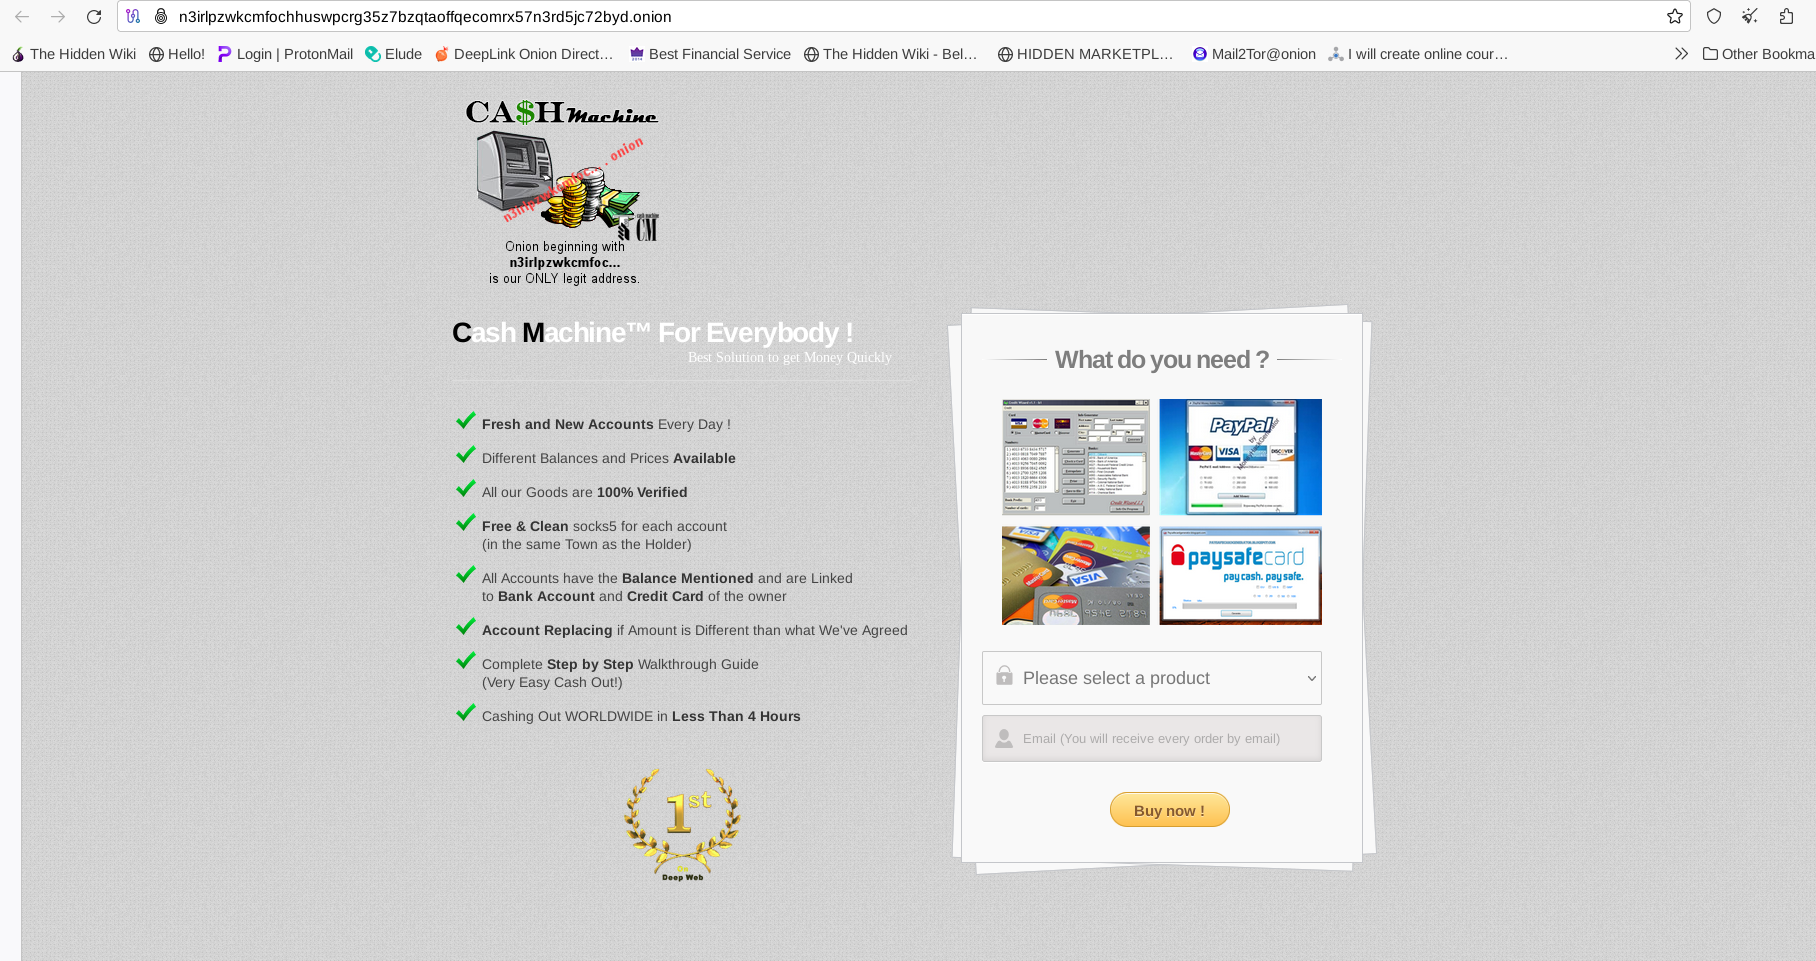 n3irlpzwkcmfochhuswpcrg35z7bzqtaoffqecomrx57n3rd5jc72byd.onion
The Hidden Wiki
Hello!
Login | ProtonMail
Elude
DeepLink Onion Direct…
Best Financial Service
The Hidden Wiki - Bel…
HIDDEN MARKETPL…
Mail2Tor@onion
I will create online cour…
Other Bookma
CA$H Machine
n3irlpzwkcmfoc... . onion
cash machine
CM
Onion beginning with
n3irlpzwkcmfoc...
is our ONLY legit address.
Cash Machine™ For Everybody !
Best Solution to get Money Quickly
Fresh and New Accounts Every Day !
Different Balances and Prices Available
All our Goods are 100% Verified
Free & Clean socks5 for each account
(in the same Town as the Holder)
All Accounts have the Balance Mentioned and are Linked
to Bank Account and Credit Card of the owner
Account Replacing if Amount is Different than what We've Agreed
Complete Step by Step Walkthrough Guide
(Very Easy Cash Out!)
Cashing Out WORLDWIDE in Less Than 4 Hours
1st
Deep Web
What do you need ?
PayPal
by
MasterCard
VISA
DISCOVER
VISA
MasterCard
paysafecard
pay cash. pay safe.
Please select a product
Email (You will receive every order by email)
Buy now !